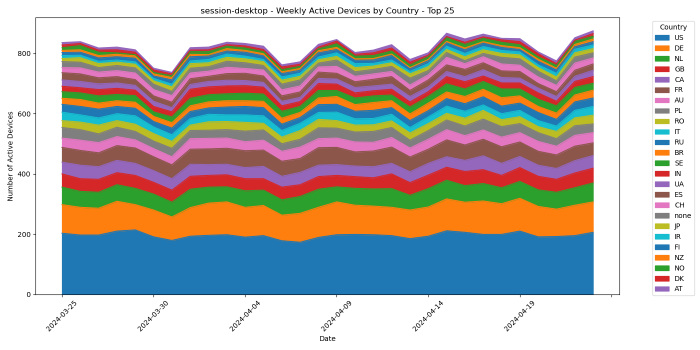 session-desktop - Weekly Active Devices by Country - Top 25
Number of Active Devices
800
600
400
200
0
2024-03-25
2024-03-30
2024-04-04
2024-04-09
2024-04-14
2024-04-19
Date
Country
US
DE
NL
GB
CA
FR
AU
PL
RO
IT
RU
BR
SE
IN
UA
ES
CH
none
JP
IR
FI
NZ
NO
DK
AT